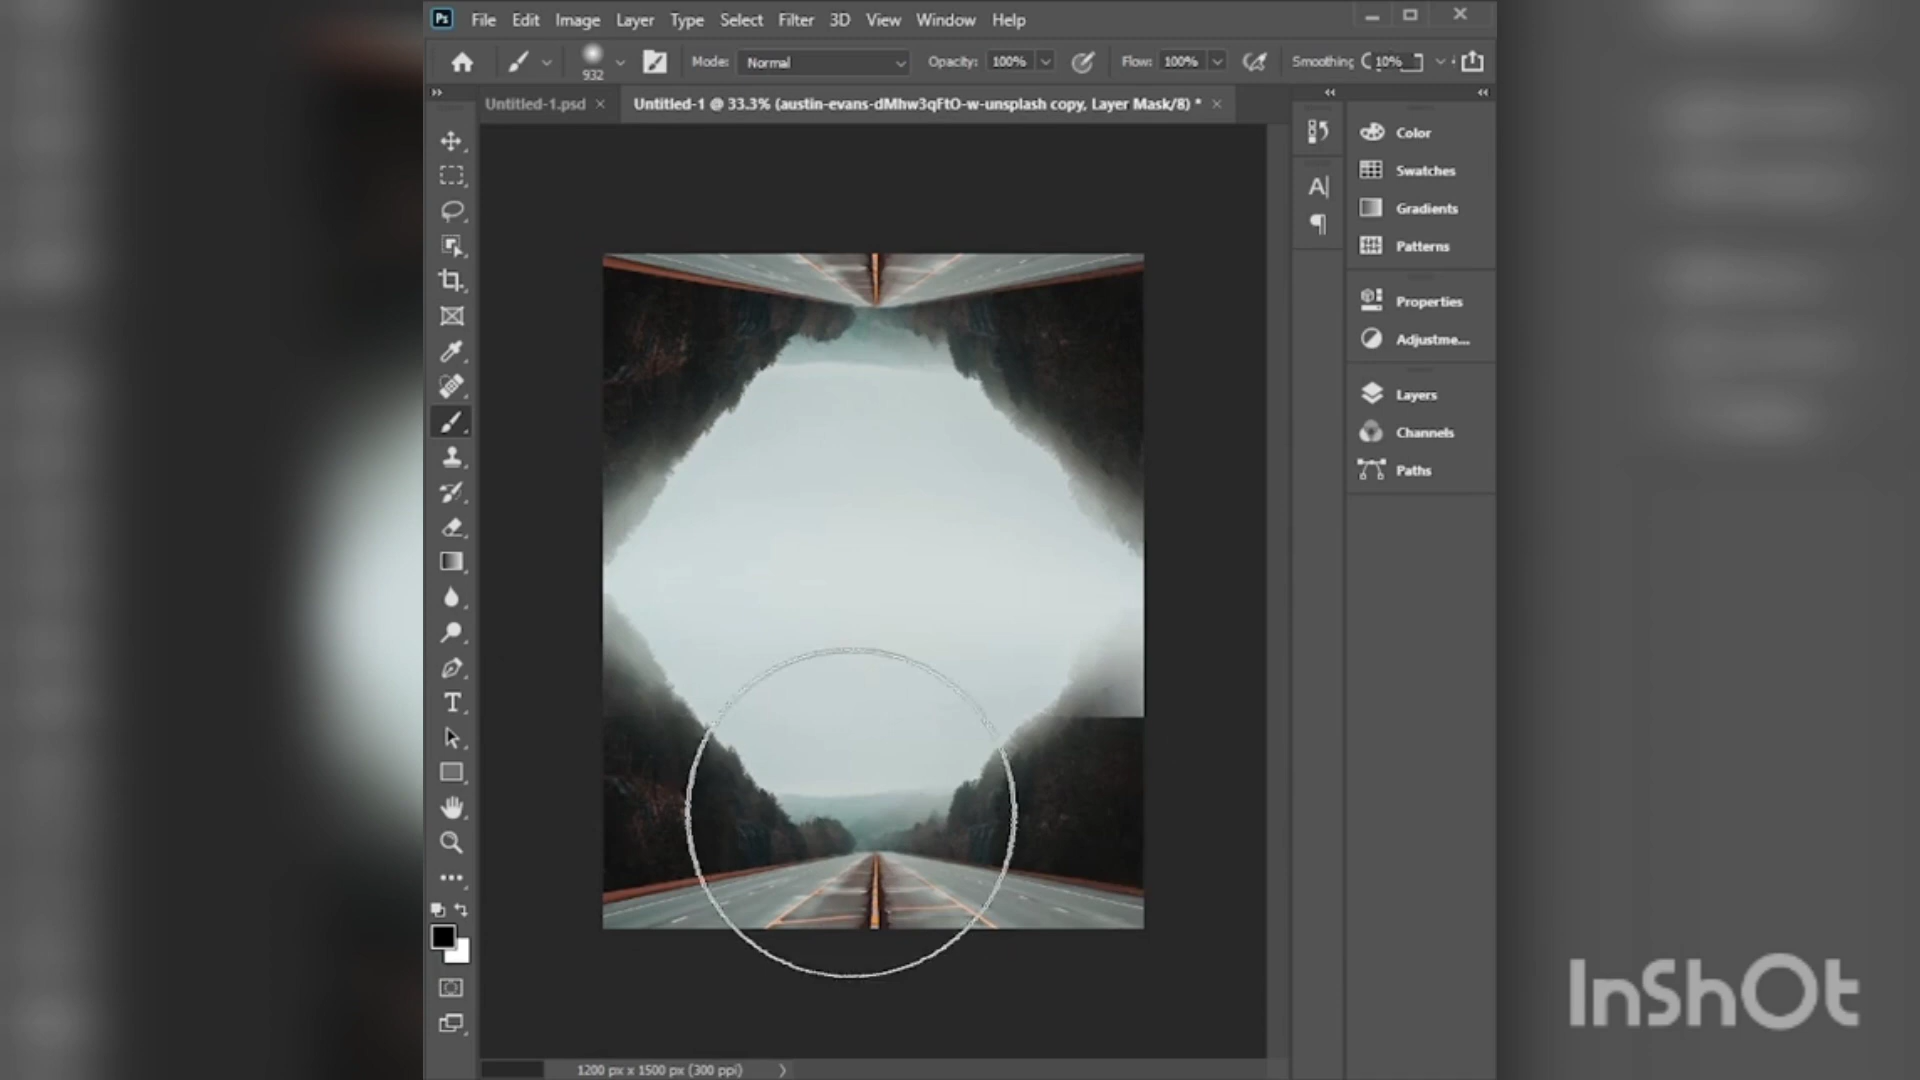 Ps File Edit Image Layer Type Select Filter 3D View Window Help
932 Mode: Normal Opacity: 100% Flow: 100% Smoothing 10%
Untitled-1.psd × Untitled-1 @ 33.3% (austin-evans-dMhw3qFtO-w-unsplash copy, Layer Mask/8) * ×
Color
Swatches
Gradients
Patterns
Properties
Adjustme...
Layers
Channels
Paths
1200 px x 1500 px (300 ppi)
InShOt